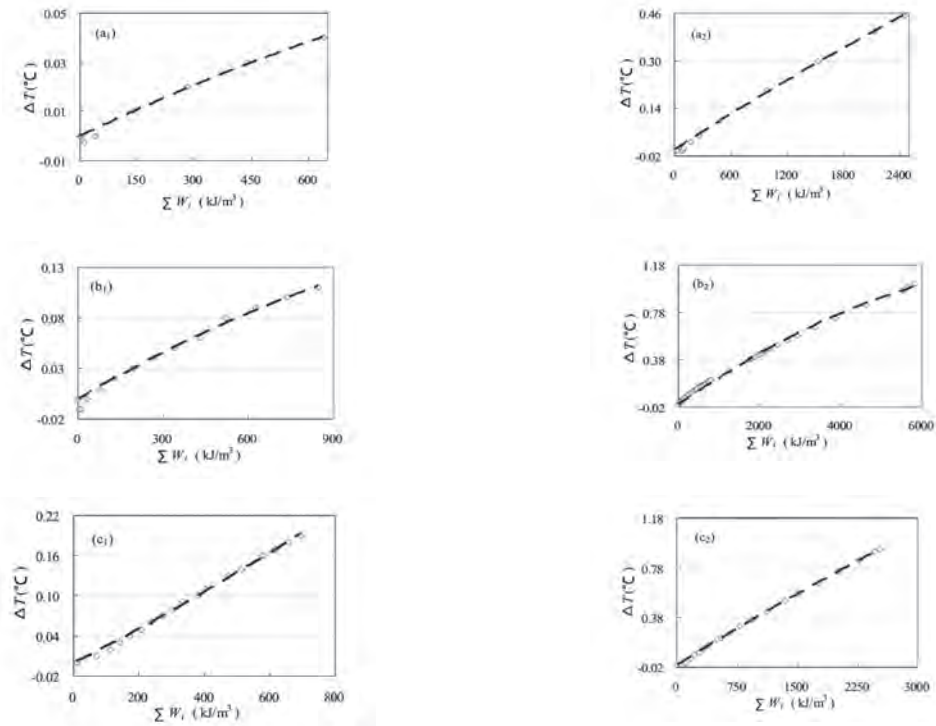 0.05
(a₁)
0.03
ΔT(°C)
0.01
-0.01
0 150 300 450 600
∑ Wᵢ (kJ/m³)
0.46
(a₂)
0.30
ΔT(°C)
0.14
-0.02
0 600 1200 1800 2400
∑ Wᵢ (kJ/m³)
0.13
(b₁)
0.08
ΔT(°C)
0.03
-0.02
0 300 600 900
∑ Wᵢ (kJ/m³)
1.18
(b₂)
0.78
ΔT(°C)
0.38
-0.02
0 2000 4000 6000
∑ Wᵢ (kJ/m³)
0.22
(c₁)
0.16
ΔT(°C)
0.10
0.04
-0.02
0 200 400 600 800
∑ Wᵢ (kJ/m³)
1.18
(c₂)
0.78
ΔT(°C)
0.38
-0.02
0 750 1500 2250 3000
∑ Wᵢ (kJ/m³)